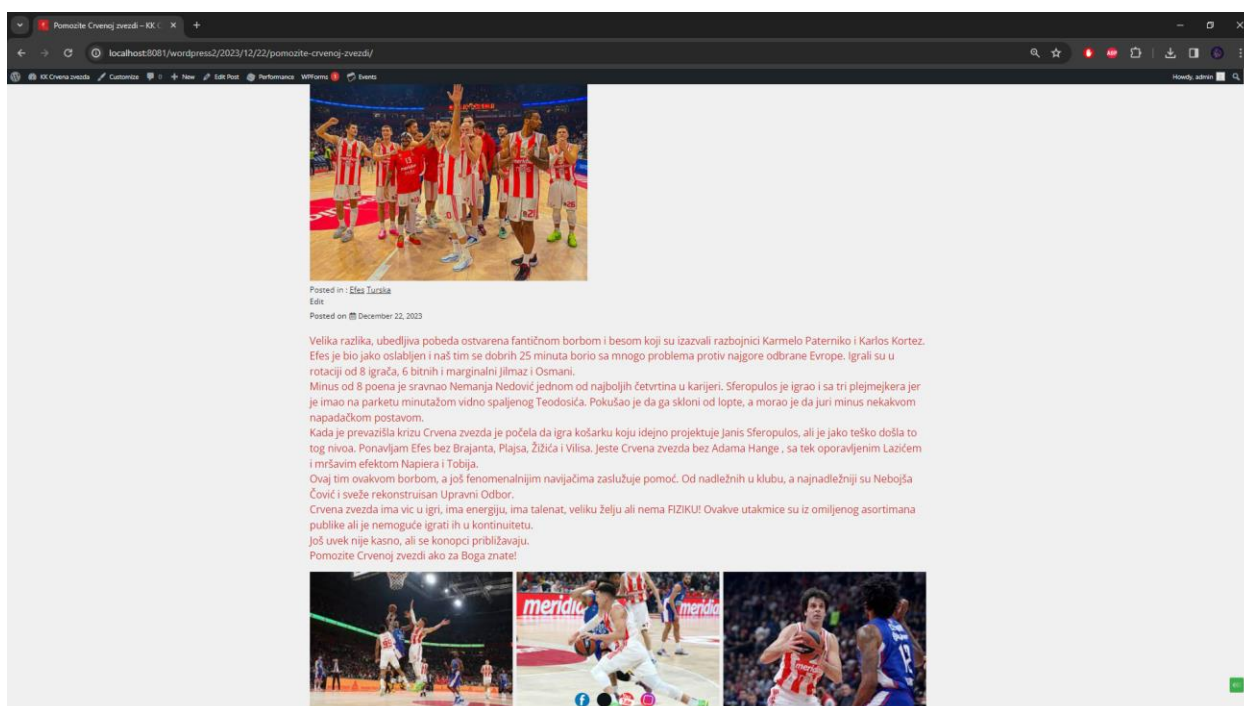 Pomozite Crvenoj zvezdi – KK C
localhost:8081/wordpress2/2023/12/22/pomozite-crvenoj-zvezdi/
KK Crvena zvezda Customize 0 New Edit Post Performance WPForms Events Howdy, admin
Posted in : Efes Turska
Edit
Posted on December 22, 2023
Velika razlika, ubedljiva pobeda ostvarena fantičnom borbom i besom koji su izazvali razbojnici Karmelo Paterniko i Karlos Kortez.
Efes je bio jako oslabljen i naš tim se dobrih 25 minuta borio sa mnogo problema protiv najgore odbrane Evrope. Igrali su u
rotaciji od 8 igrača, 6 bitnih i marginalni Jilmaz i Osmani.
Minus od 8 poena je sravnao Nemanja Nedović jednom od najboljih četvrtina u karijeri. Sferopulos je igrao i sa tri plejmejkera jer
je imao na parketu minutažom vidno spaljenog Teodosića. Pokušao je da ga skloni od lopte, a morao je da juri minus nekakvom
napadačkom postavom.
Kada je prevazišla krizu Crvena zvezda je počela da igra košarku koju idejno projektuje Janis Sferopulos, ali je jako teško došla to
tog nivoa. Ponavljam Efes bez Brajanta, Plajsa, Žižića i Vilisa. Jeste Crvena zvezda bez Adama Hange , sa tek oporavljenim Lazićem
i mršavim efektom Napiera i Tobija.
Ovaj tim ovakvom borbom, a još fenomenalnijim navijačima zaslužuje pomoć. Od nadležnih u klubu, a najnadležniji su Nebojša
Čović i sveže rekonstruisan Upravni Odbor.
Crvena zvezda ima vic u igri, ima energiju, ima talenat, veliku želju ali nema FIZIKU! Ovakve utakmice su iz omiljenog asortimana
publike ali je nemoguće igrati ih u kontinuitetu.
Još uvek nije kasno, ali se konopci približavaju.
Pomozite Crvenoj zvezdi ako za Boga znate!
meridia
meridia